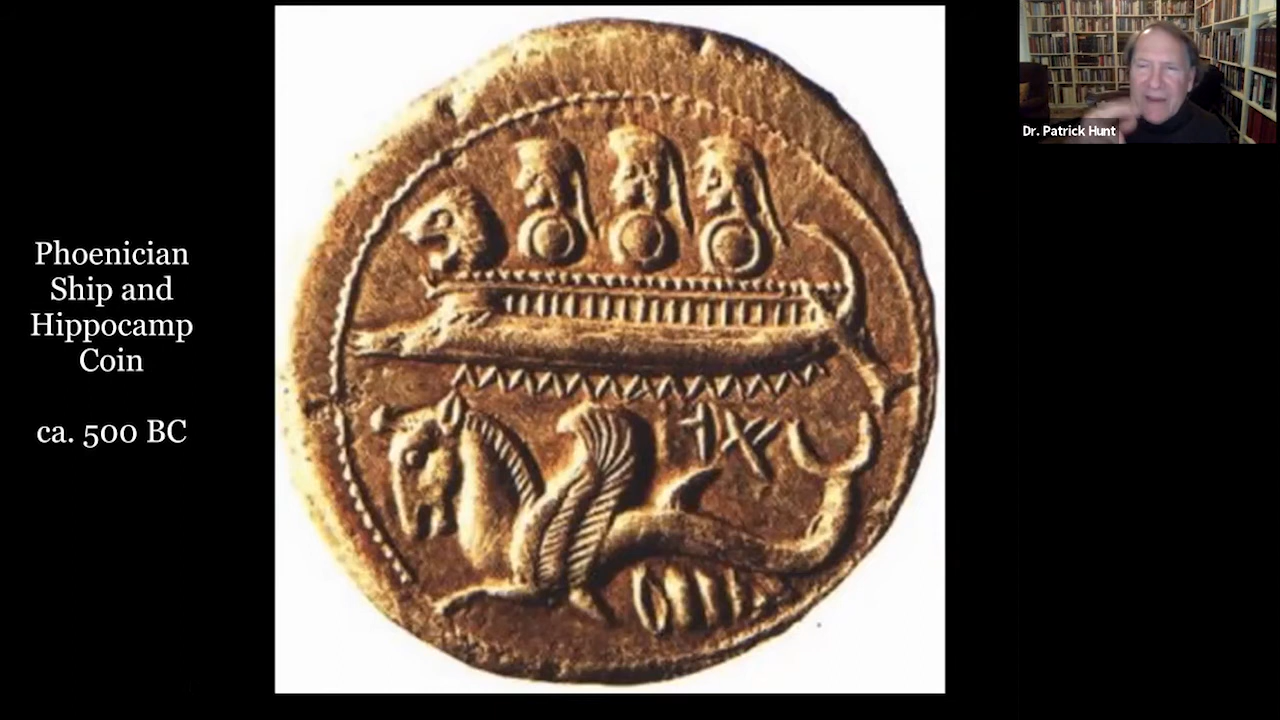 Phoenician
Ship and
Hippocamp
Coin
ca. 500 BC
Dr. Patrick Hunt